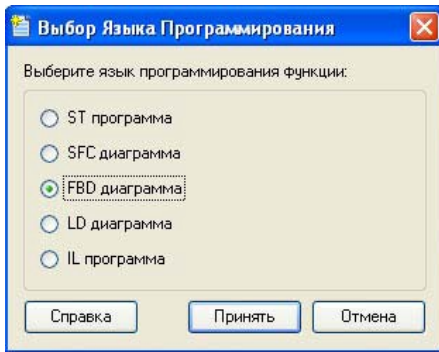 Выбор Языка Программирования
Выберите язык программирования функции:
ST программа
SFC диаграмма
FBD диаграмма
LD диаграмма
IL программа
Справка Принять Отмена